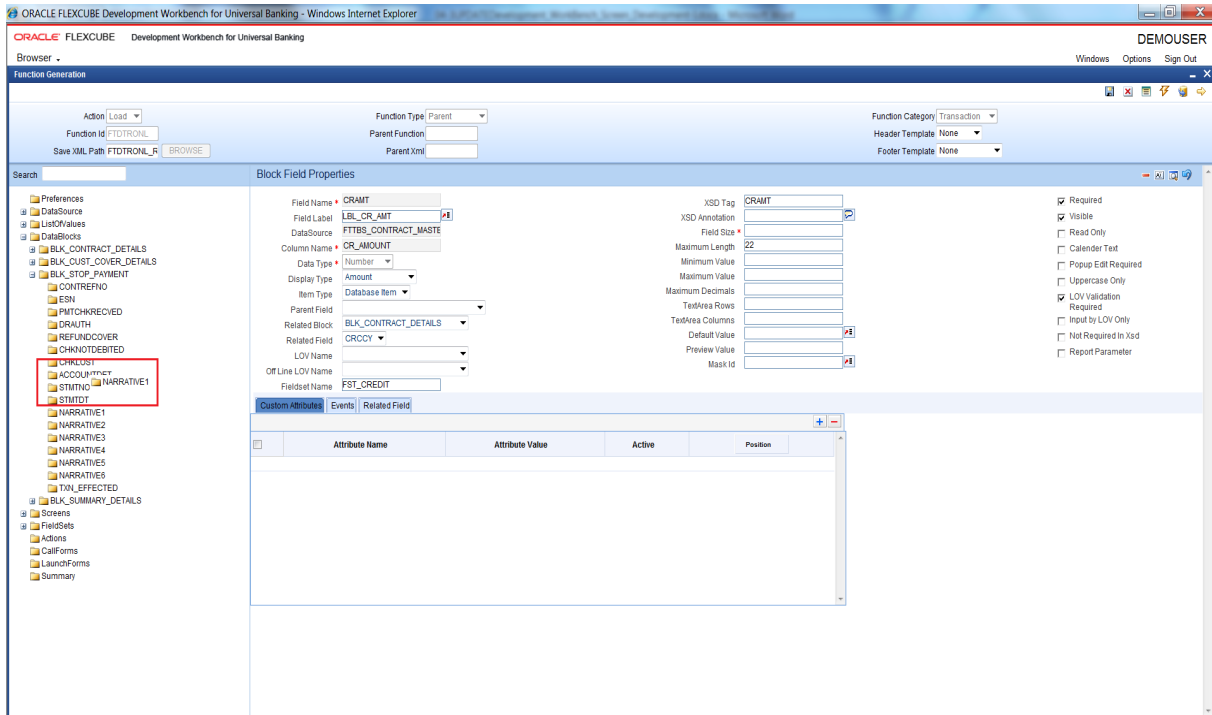 ORACLE FLEXCUBE Development Workbench for Universal Banking - Windows Internet Explorer
ORACLE' FLEXCUBE Development Workbench for Universal Banking
DEMOUSER
Browser
Windows Options Sign Out
Function Generation
Action Load
Function Type Parent
Function Category Transaction
Function Id FTDTRONL
Parent Function
Header Template None
Save XML Path FTDTRONL_R BROWSE
Parent Xml
Footer Template None
Search
Preferences
DataSource
ListOfValues
DataBlocks
BLK_CONTRACT_DETAILS
BLK_CUST_COVER_DETAILS
BLK_STOP_PAYMENT
CONTREFNO
ESN
PMTCHKRECVED
DRAUTH
REFUNDCOVER
CHKNOTDEBITED
CHKLOST
ACCOUNTDET
NARRATIVE1
STMTNO
STMTDT
NARRATIVE1
NARRATIVE2
NARRATIVE3
NARRATIVE4
NARRATIVE5
NARRATIVE6
TXN_EFFECTED
BLK_SUMMARY_DETAILS
Screens
FieldSets
Actions
CallForms
LaunchForms
Summary
Block Field Properties
Field Name * CRAMT
Field Label LBL_CR_AMT
DataSource FTTBS_CONTRACT_MASTE
Column Name * CR_AMOUNT
Data Type * Number
Display Type Amount
Item Type Database Item
Parent Field
Related Block BLK_CONTRACT_DETAILS
Related Field CRCCY
LOV Name
Off Line LOV Name
Fieldset Name FST_CREDIT
XSD Tag CRAMT
XSD Annotation
Field Size *
Maximum Length 22
Minimum Value
Maximum Value
Maximum Decimals
TextArea Rows
TextArea Columns
Default Value
Preview Value
Mask Id
Required
Visible
Read Only
Calender Text
Popup Edit Required
Uppercase Only
LOV Validation
Required
Input by LOV Only
Not Required In Xsd
Report Parameter
Custom Attributes Events Related Field
Attribute Name Attribute Value Active Position